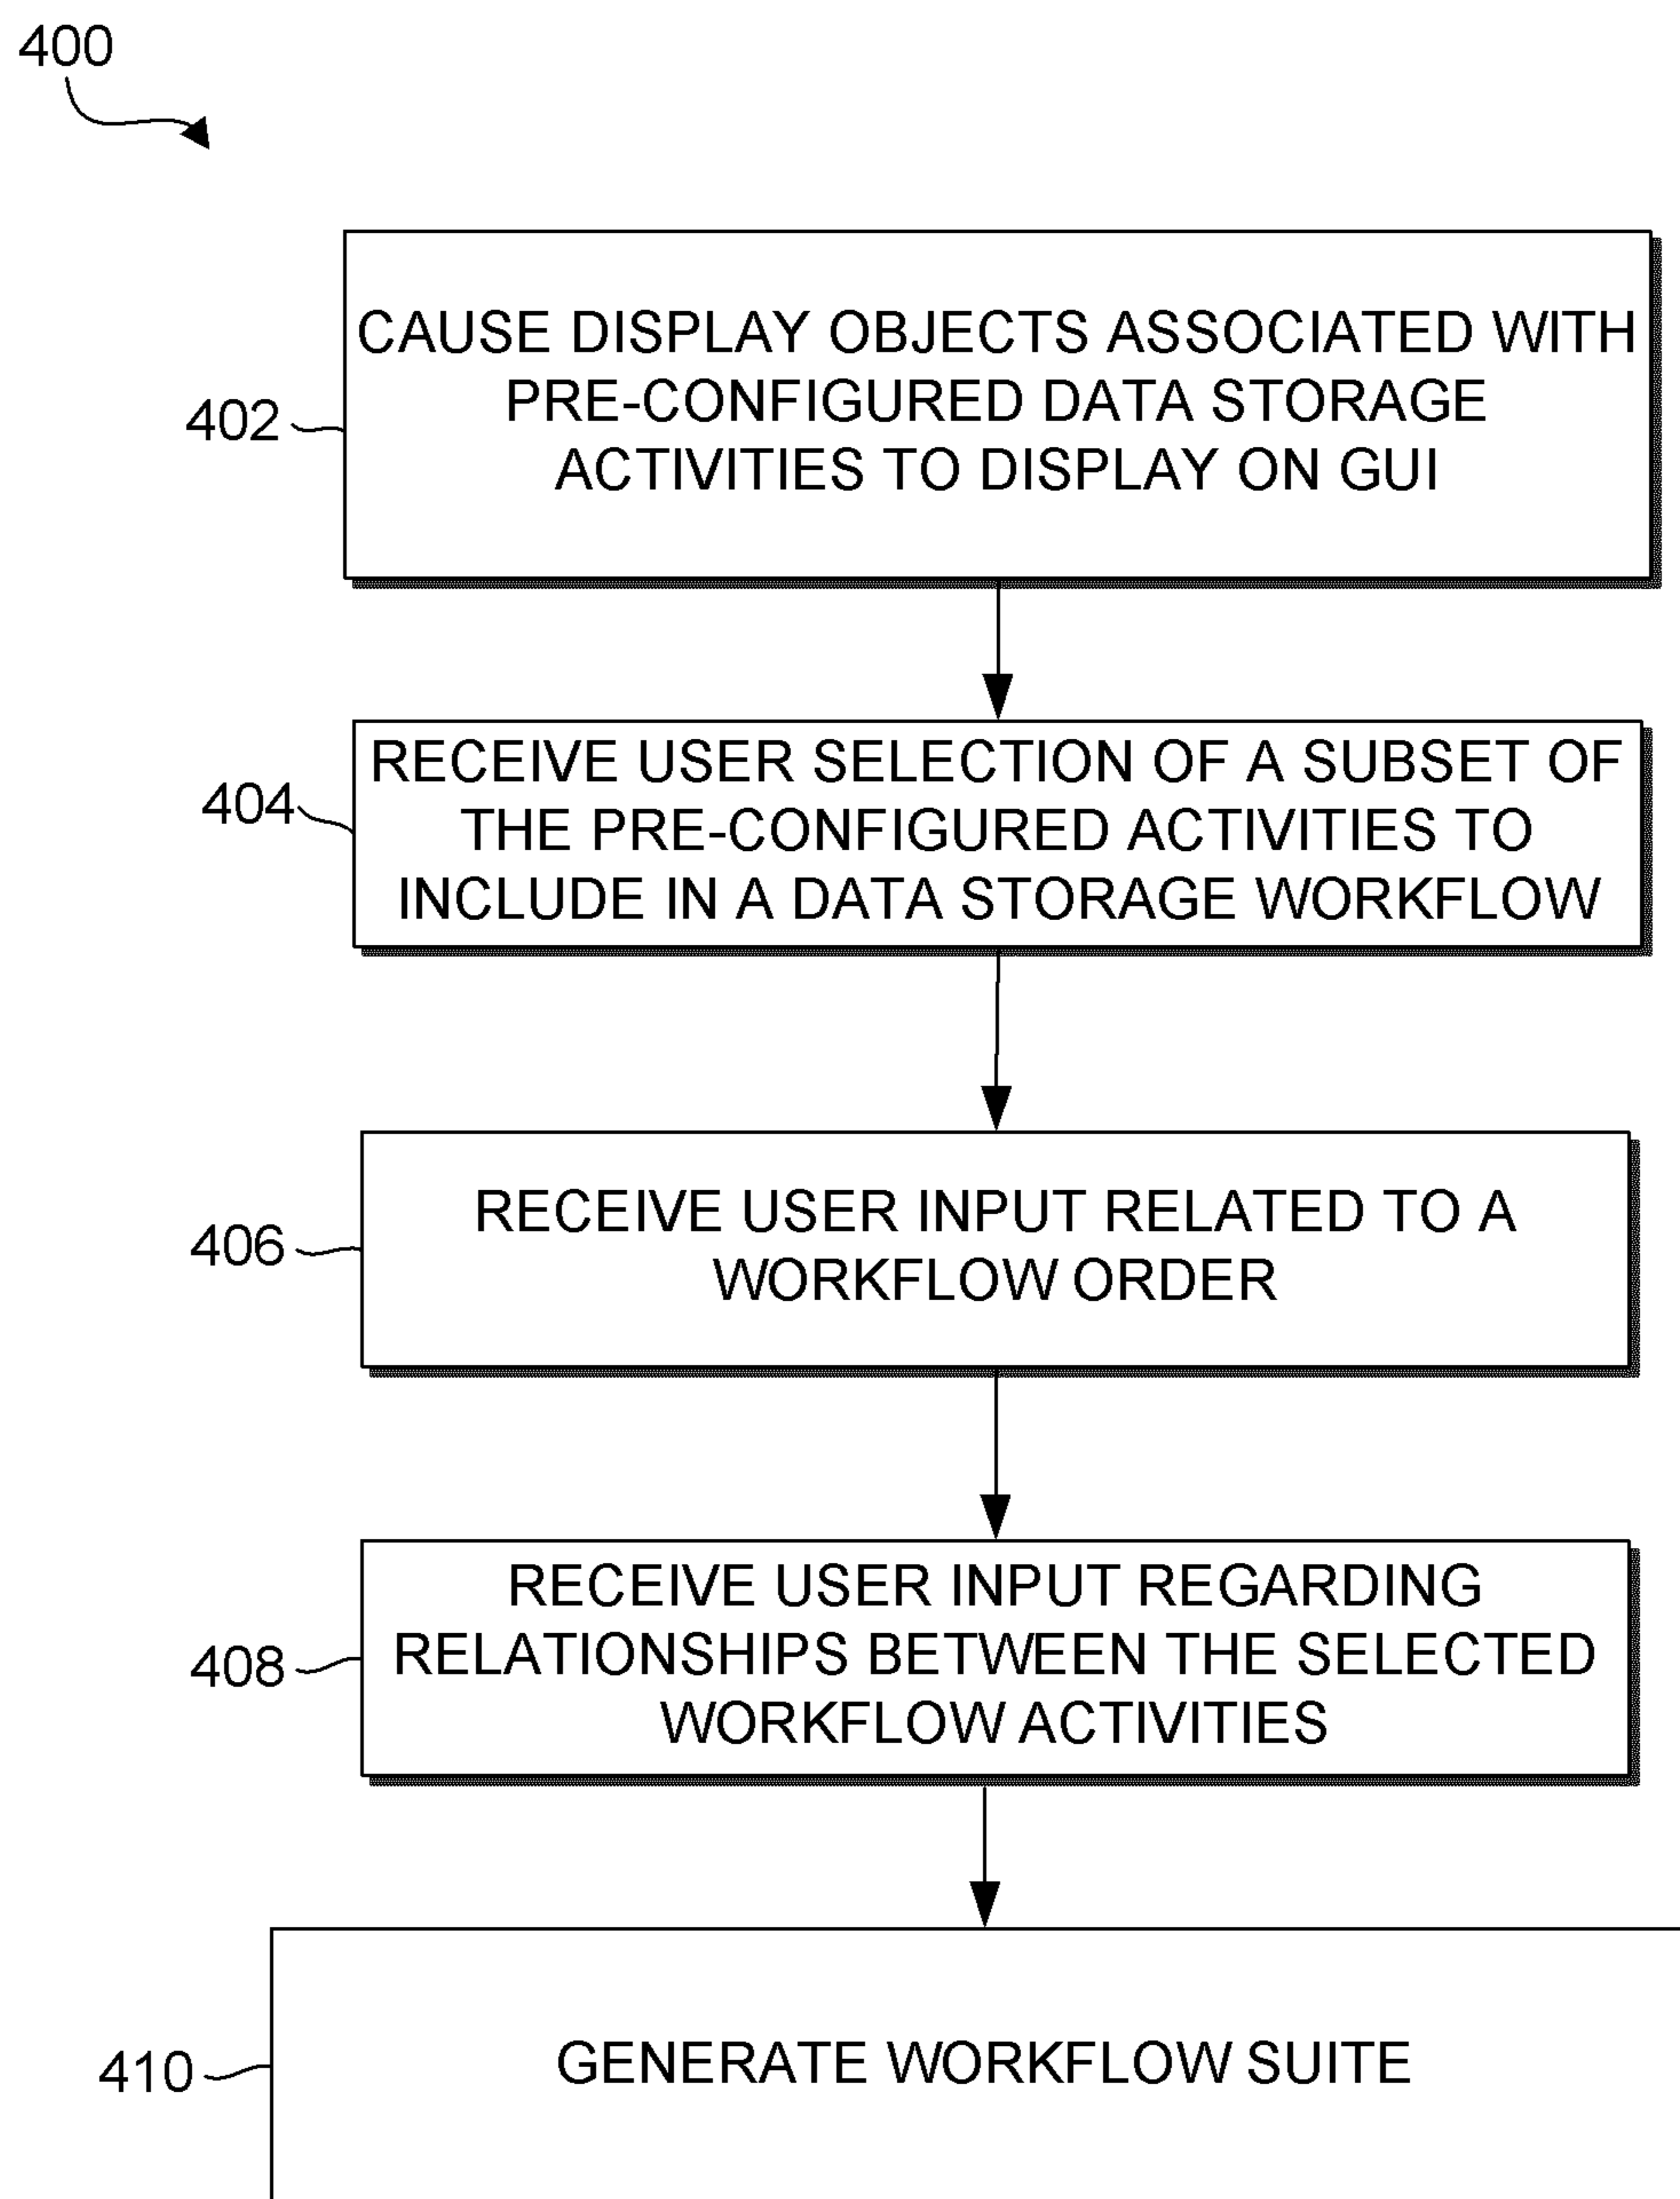 400
402
CAUSE DISPLAY OBJECTS ASSOCIATED WITH
PRE-CONFIGURED DATA STORAGE
ACTIVITIES TO DISPLAY ON GUI
404
RECEIVE USER SELECTION OF A SUBSET OF
THE PRE-CONFIGURED ACTIVITIES TO
INCLUDE IN A DATA STORAGE WORKFLOW
406
RECEIVE USER INPUT RELATED TO A
WORKFLOW ORDER
408
RECEIVE USER INPUT REGARDING
RELATIONSHIPS BETWEEN THE SELECTED
WORKFLOW ACTIVITIES
410
GENERATE WORKFLOW SUITE